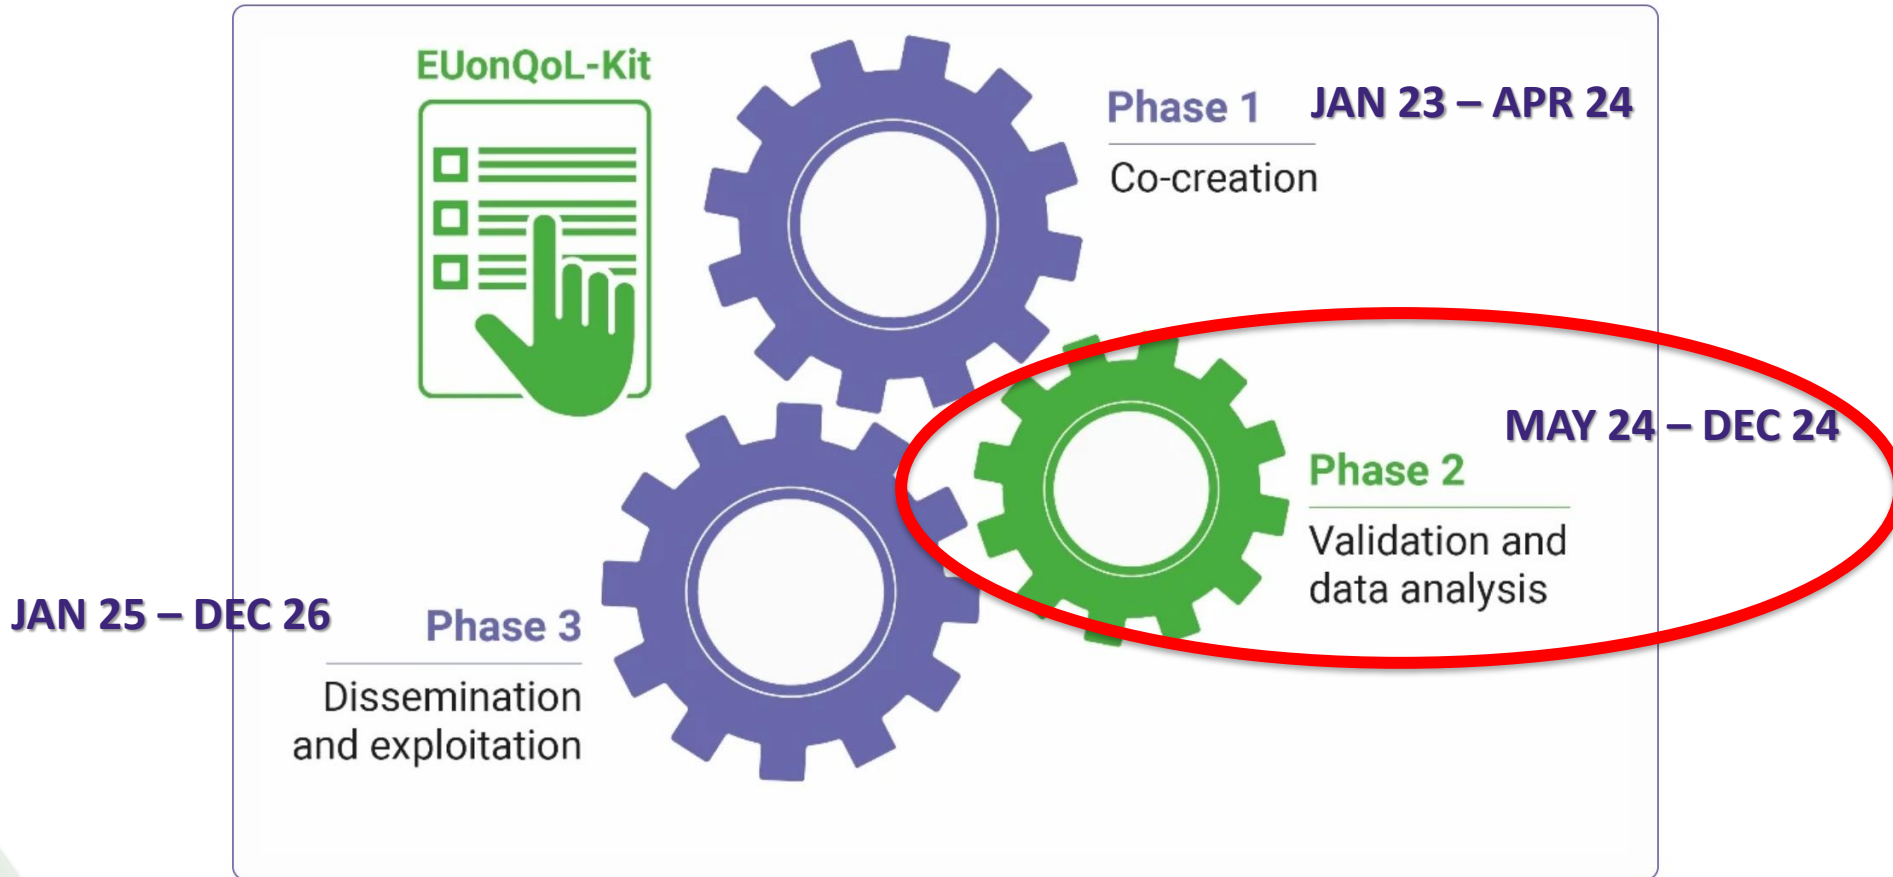 EUonQoL-Kit
Phase 1 JAN 23 – APR 24
Co-creation
MAY 24 – DEC 24
Phase 2
Validation and
data analysis
JAN 25 – DEC 26
Phase 3
Dissemination
and exploitation